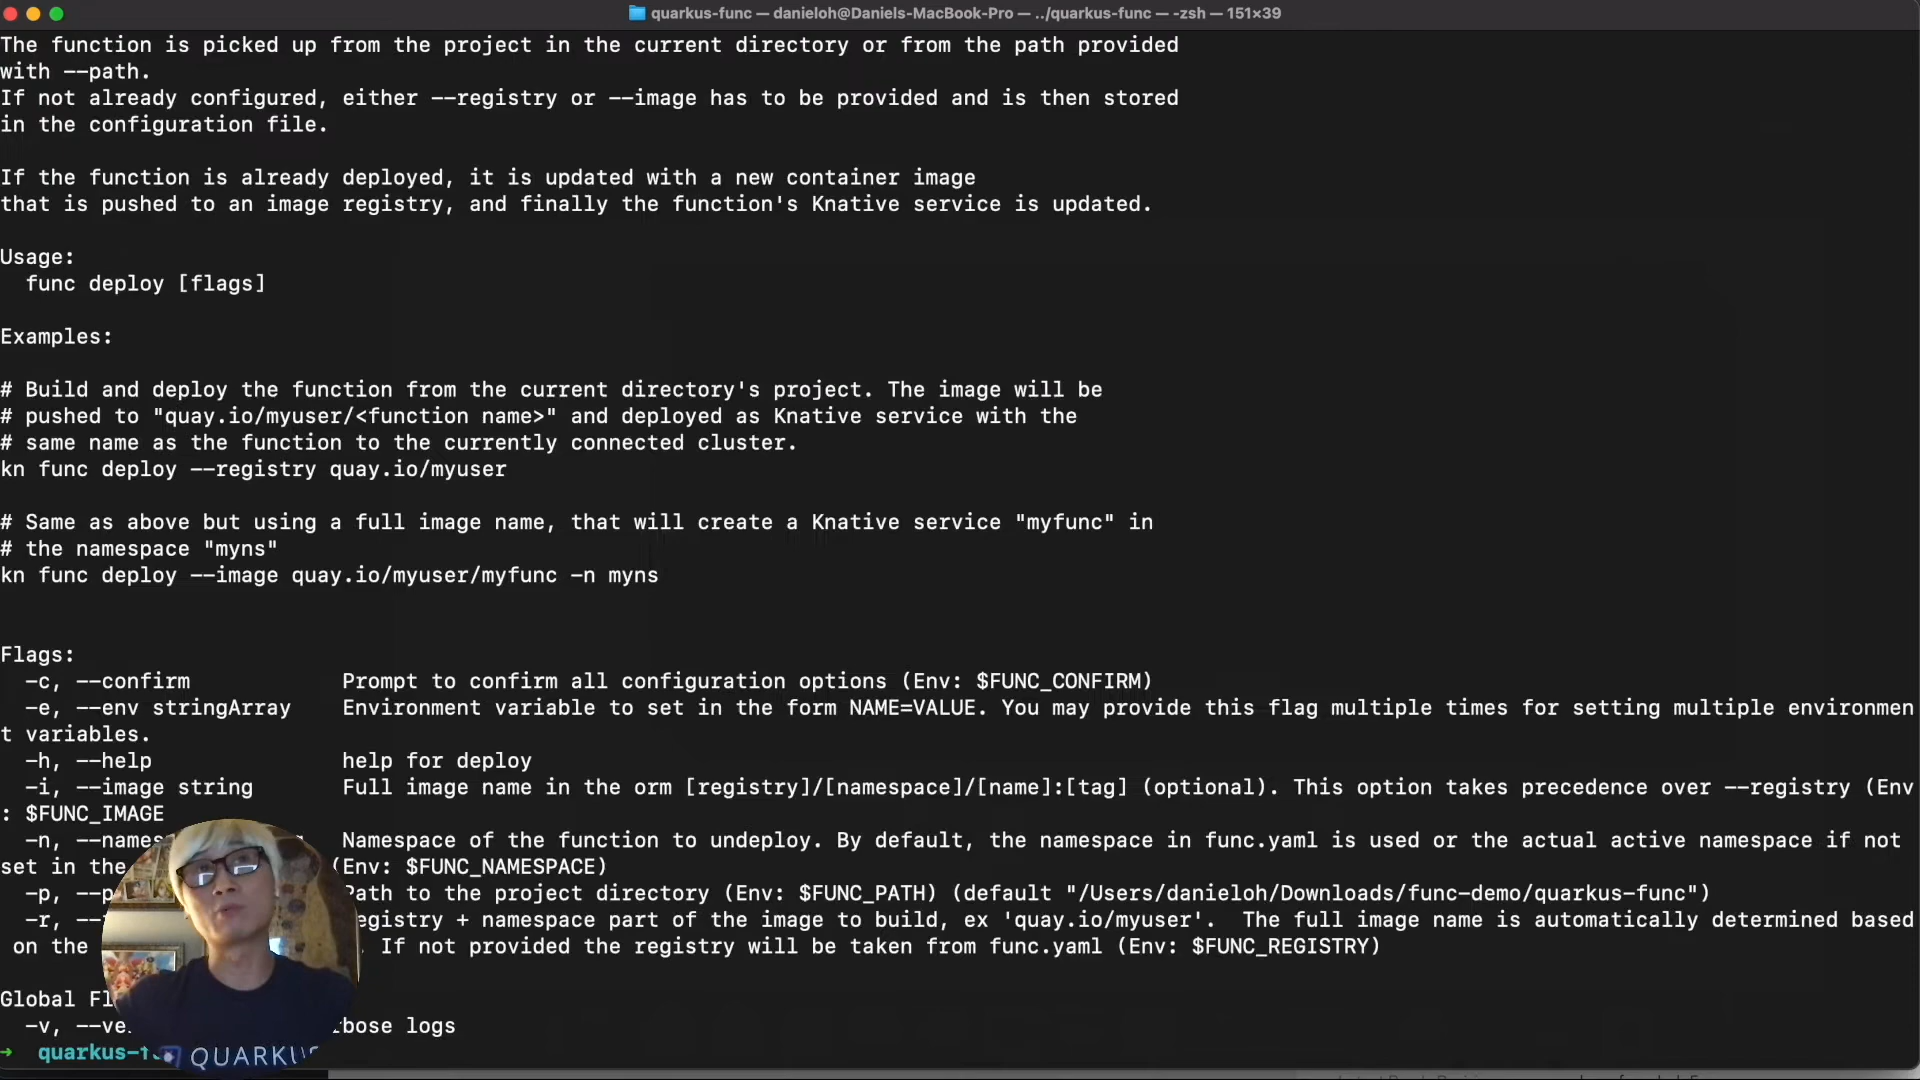 quarkus-func — danieloh@Daniels-MacBook-Pro — ../quarkus-func — -zsh — 151×39
The function is picked up from the project in the current directory or from the path provided
with --path.
If not already configured, either --registry or --image has to be provided and is then stored
in the configuration file.
If the function is already deployed, it is updated with a new container image
that is pushed to an image registry, and finally the function's Knative service is updated.
Usage:
func deploy [flags]
Examples:
# Build and deploy the function from the current directory's project. The image will be
# pushed to "quay.io/myuser/<function name>" and deployed as Knative service with the
# same name as the function to the currently connected cluster.
kn func deploy --registry quay.io/myuser
# Same as above but using a full image name, that will create a Knative service "myfunc" in
# the namespace "myns"
kn func deploy --image quay.io/myuser/myfunc -n myns
Flags:
-c, --confirm Prompt to confirm all configuration options (Env: $FUNC_CONFIRM)
-e, --env stringArray Environment variable to set in the form NAME=VALUE. You may provide this flag multiple times for setting multiple environmen
t variables.
-h, --help help for deploy
-i, --image string Full image name in the orm [registry]/[namespace]/[name]:[tag] (optional). This option takes precedence over --registry (Env
: $FUNC_IMAGE
-n, Namespace of the function to undeploy. By default, the namespace in func.yaml is used or the actual active namespace if not
set in the (Env: $FUNC_NAMESPACE)
-p, Path to the project directory (Env: $FUNC_PATH) (default "/Users/danieloh/Downloads/func-demo/quarkus-func")
-r, egistry + namespace part of the image to build, ex 'quay.io/myuser'. The full image name is automatically determined based
on the . If not provided the registry will be taken from func.yaml (Env: $FUNC_REGISTRY)
Global
-v, logs
QUARKUS